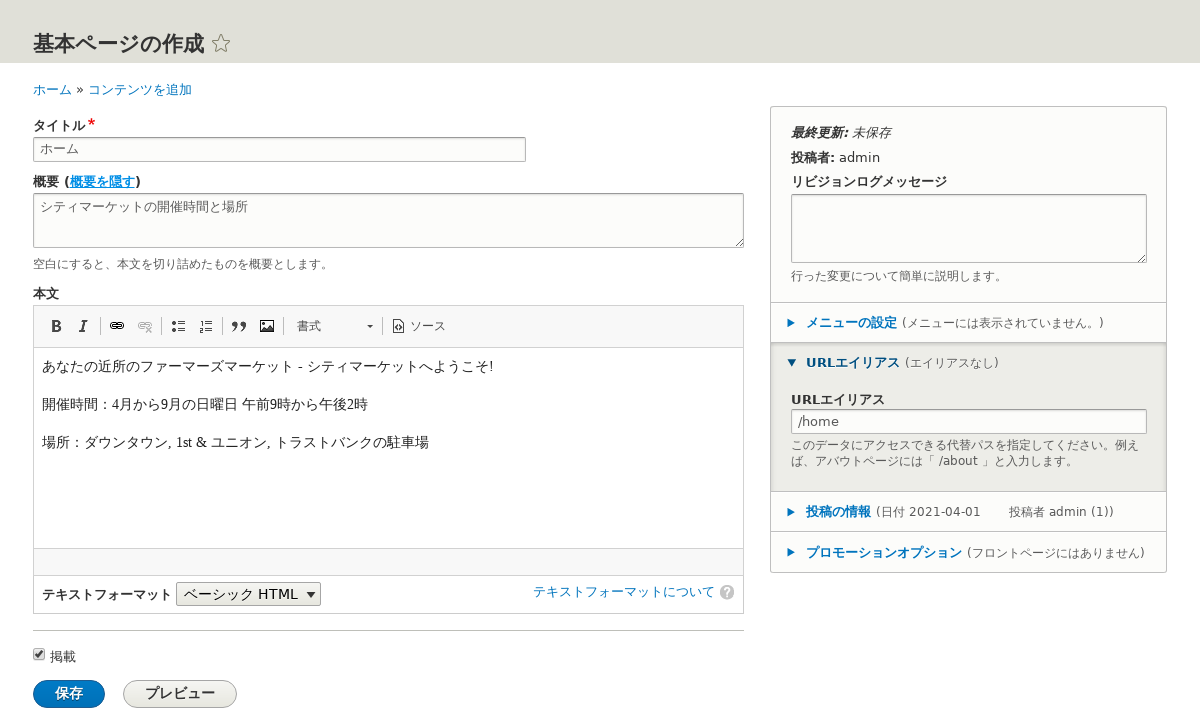 基本ページの作成
ホーム » コンテンツを追加
タイトル*
ホーム
概要 (概要を隠す)
シティマーケットの開催時間と場所
空白にすると、本文を切り詰めたものを概要とします。
本文
B I 書式 ソース
あなたの近所のファーマーズマーケット - シティマーケットへようこそ!
開催時間：4月から9月の日曜日 午前9時から午後2時
場所：ダウンタウン, 1st & ユニオン, トラストバンクの駐車場
テキストフォーマット ベーシック HTML テキストフォーマットについて ?
掲載
保存 プレビュー
最終更新: 未保存
投稿者: admin
リビジョンログメッセージ
行った変更について簡単に説明します。
メニューの設定 (メニューには表示されていません。)
URLエイリアス (エイリアスなし)
URLエイリアス
/home
このデータにアクセスできる代替パスを指定してください。例え
ば、アバウトページには「 /about 」と入力します。
投稿の情報 (日付 2021-04-01 投稿者 admin (1))
プロモーションオプション (フロントページにはありません)